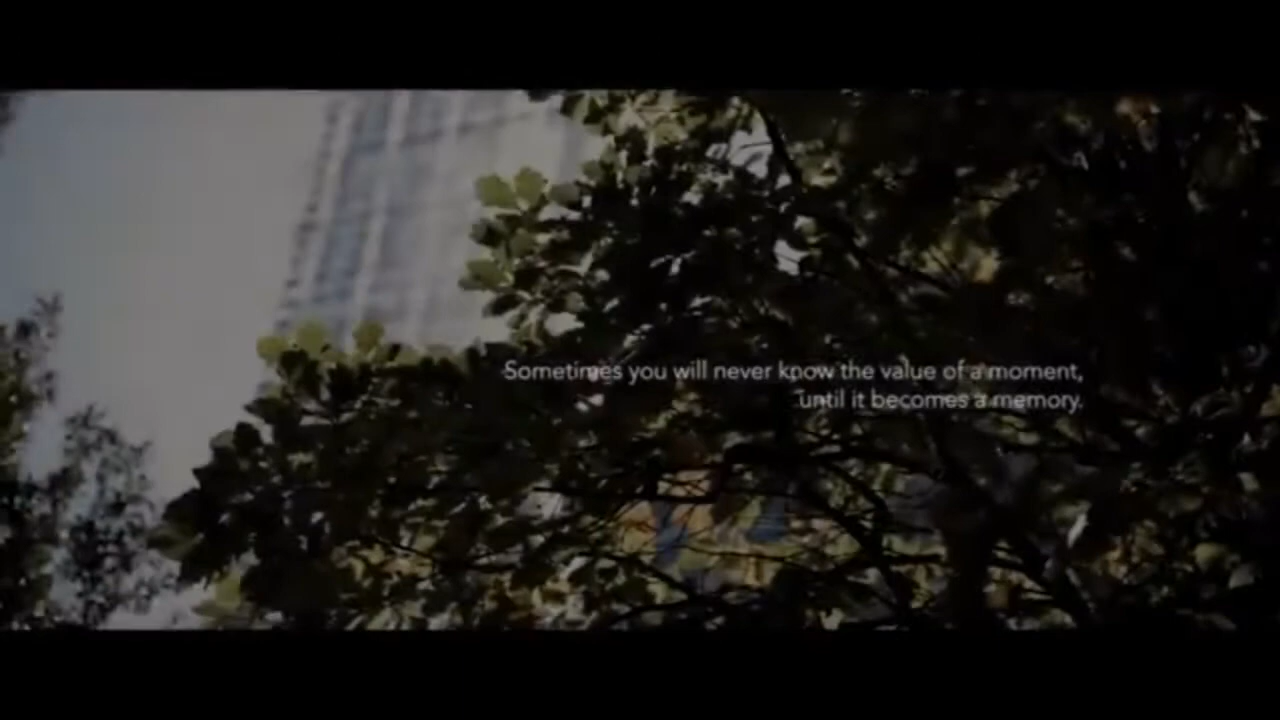 Sometimes you will never know the value of a moment,
until it becomes a memory.